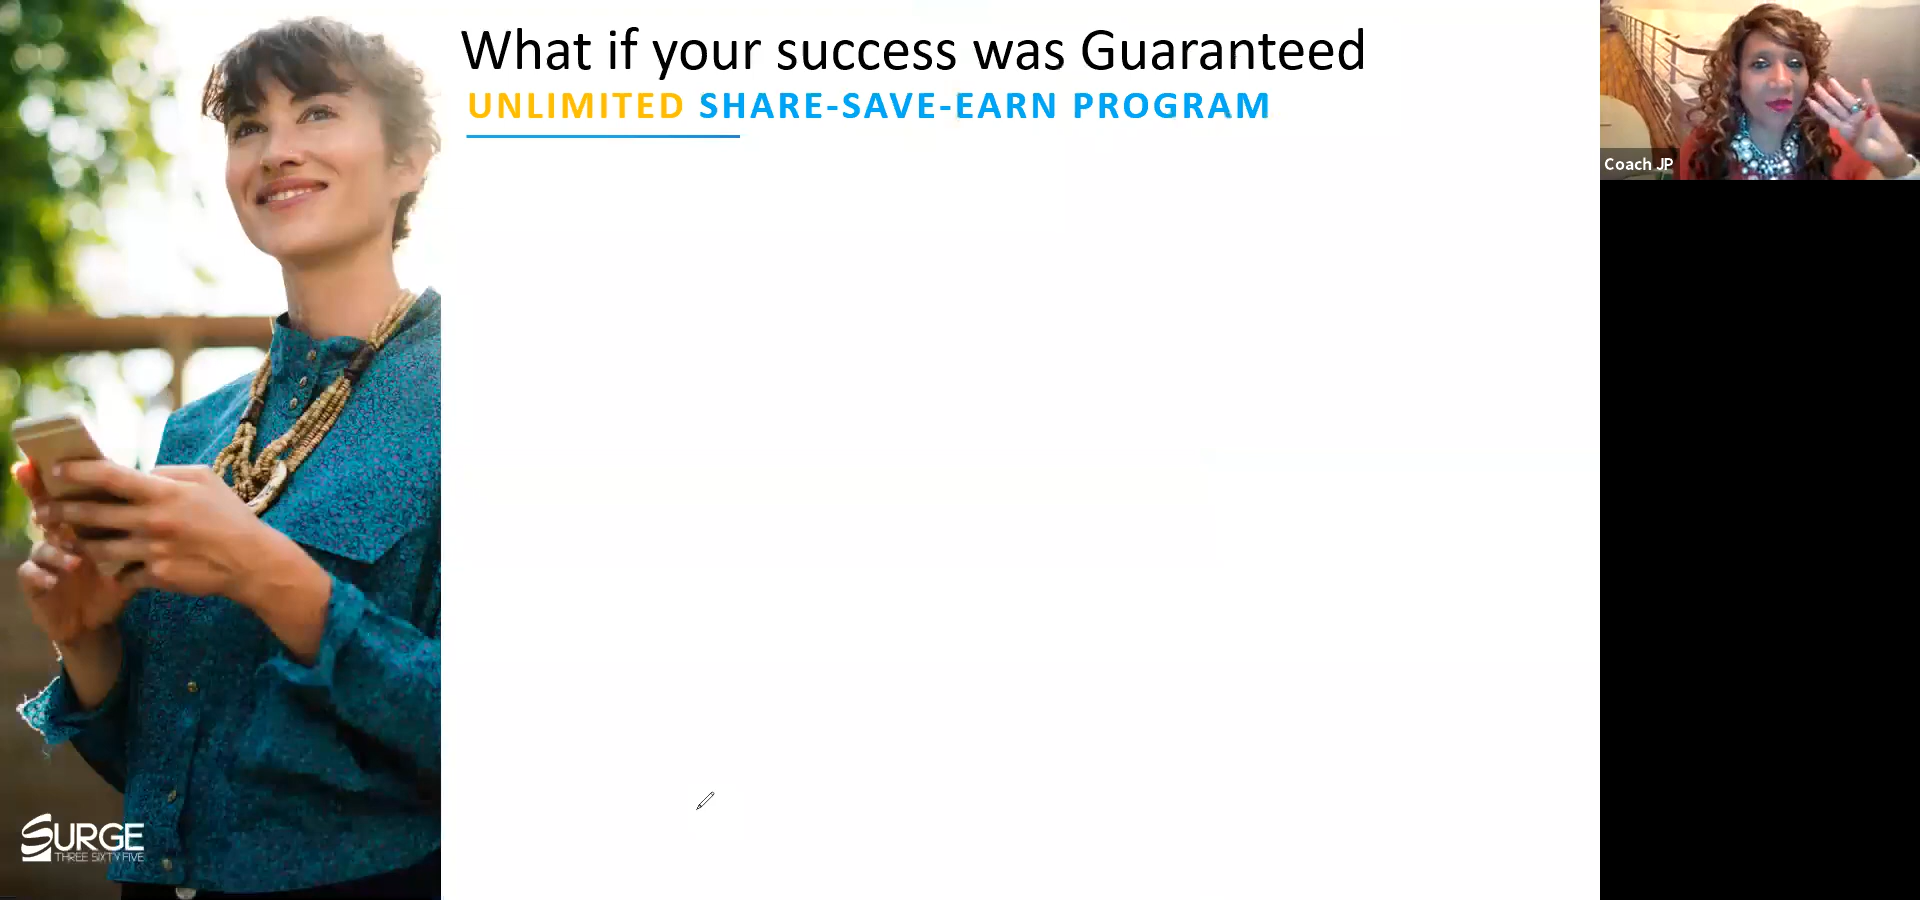 What if your success was Guaranteed
UNLIMITED SHARE-SAVE-EARN PROGRAM
Coach JP
SURGE
THREE SIXTY FIVE